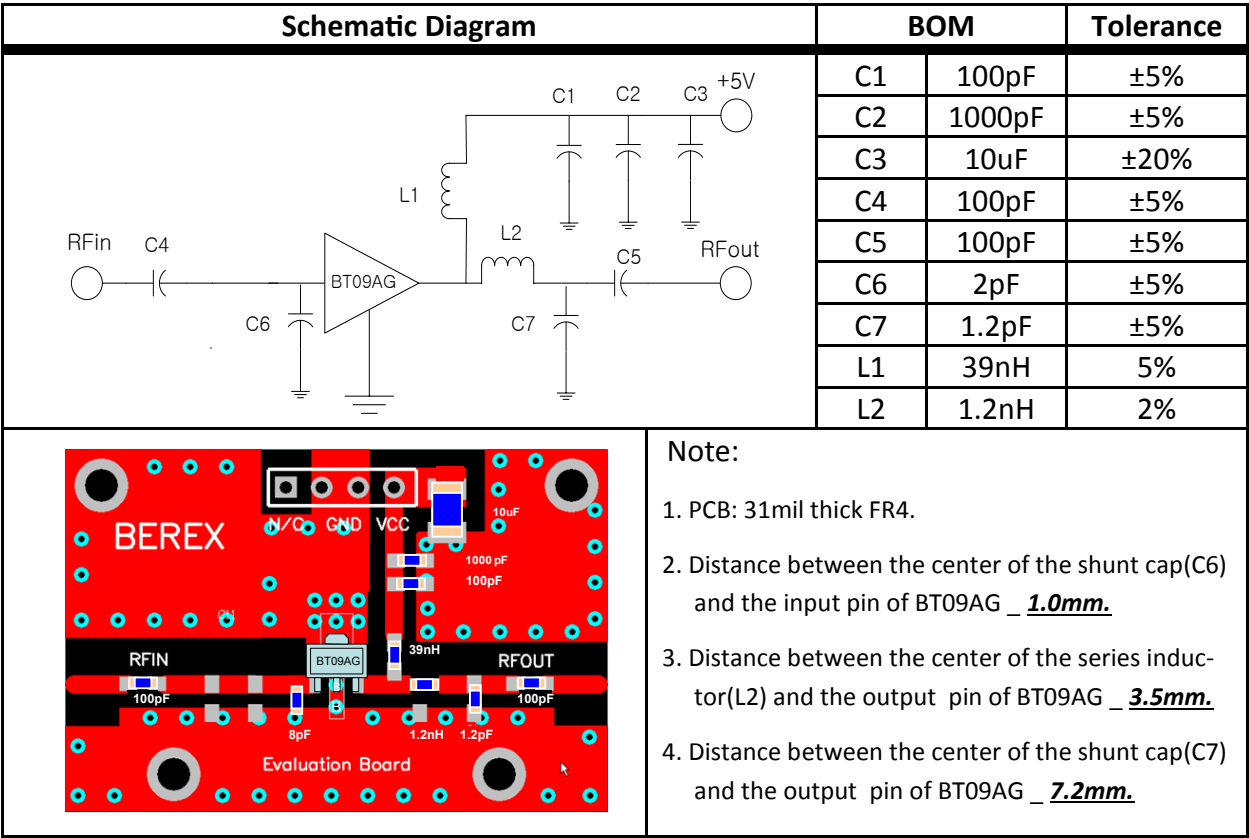 Schematic Diagram
BOM
Tolerance
C1
C2
C3
+5V
L1
RFin
C4
L2
C5
RFout
BT09AG
C6
C7
C1 100pF ±5%
C2 1000pF ±5%
C3 10uF ±20%
C4 100pF ±5%
C5 100pF ±5%
C6 2pF ±5%
C7 1.2pF ±5%
L1 39nH 5%
L2 1.2nH 2%
BEREX
N/C GND VCC
10uF
1000 pF
100pF
39nH
RFIN
BT09AG
RFOUT
100pF
100pF
8pF
1.2nH
1.2pF
Evaluation Board
Note:
1. PCB: 31mil thick FR4.
2. Distance between the center of the shunt cap(C6)
and the input pin of BT09AG _ 1.0mm.
3. Distance between the center of the series induc-
tor(L2) and the output pin of BT09AG _ 3.5mm.
4. Distance between the center of the shunt cap(C7)
and the output pin of BT09AG _ 7.2mm.